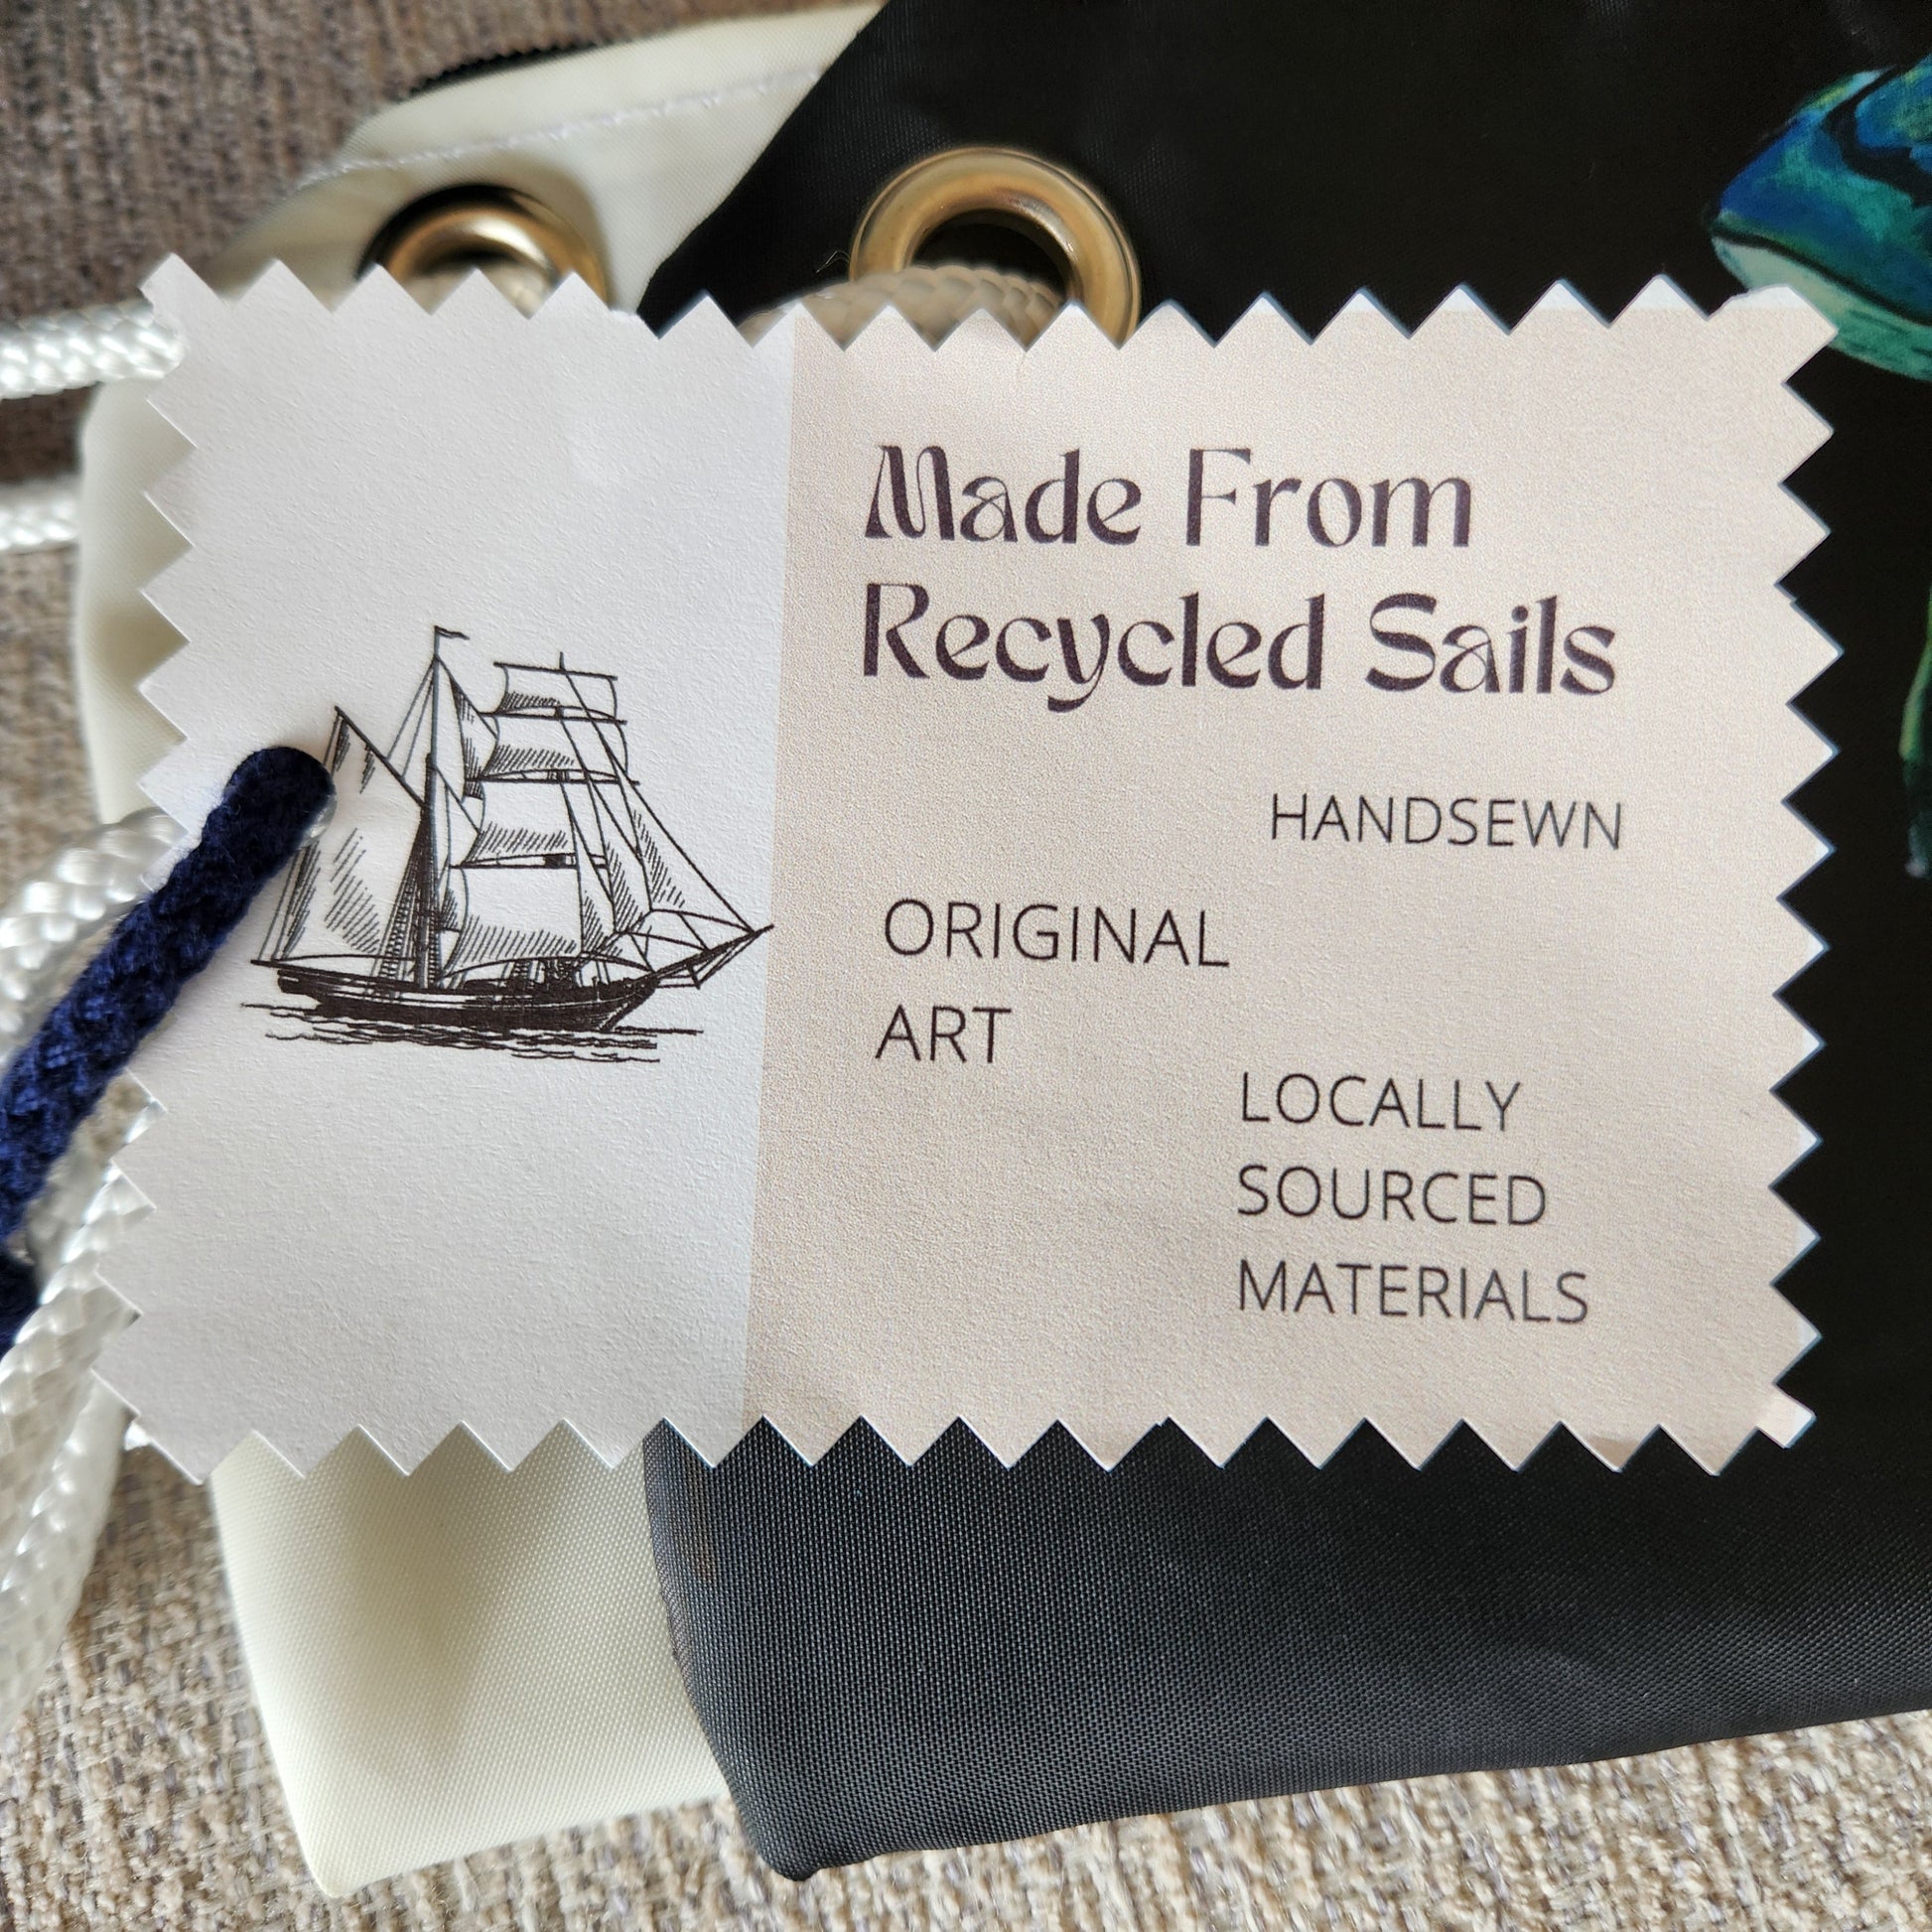 Made From
Recycled Sails
HANDSEWN
ORIGINAL
ART
LOCALLY
SOURCED
MATERIALS